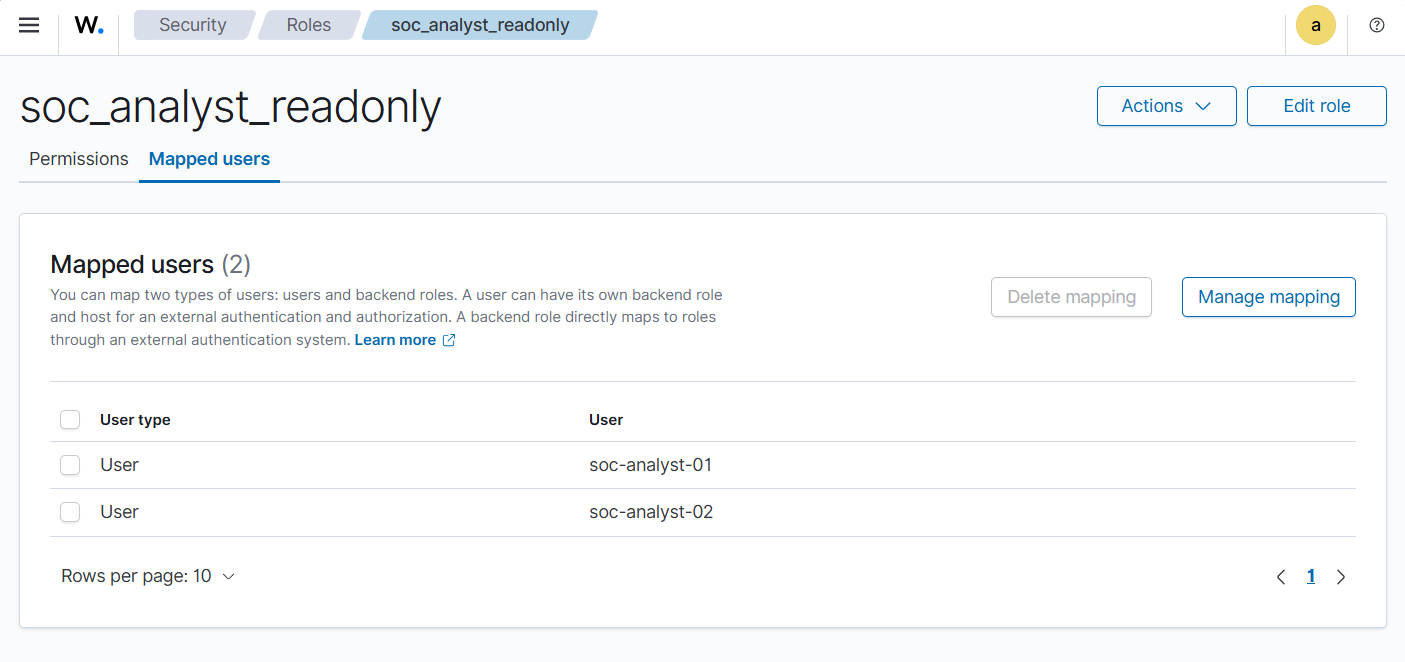 W.
Security
Roles
soc_analyst_readonly
a
soc_analyst_readonly
Actions
Edit role
Permissions
Mapped users
Mapped users (2)
You can map two types of users: users and backend roles. A user can have its own backend role
and host for an external authentication and authorization. A backend role directly maps to roles
through an external authentication system. Learn more
Delete mapping
Manage mapping
User type
User
User
soc-analyst-01
User
soc-analyst-02
Rows per page: 10
1